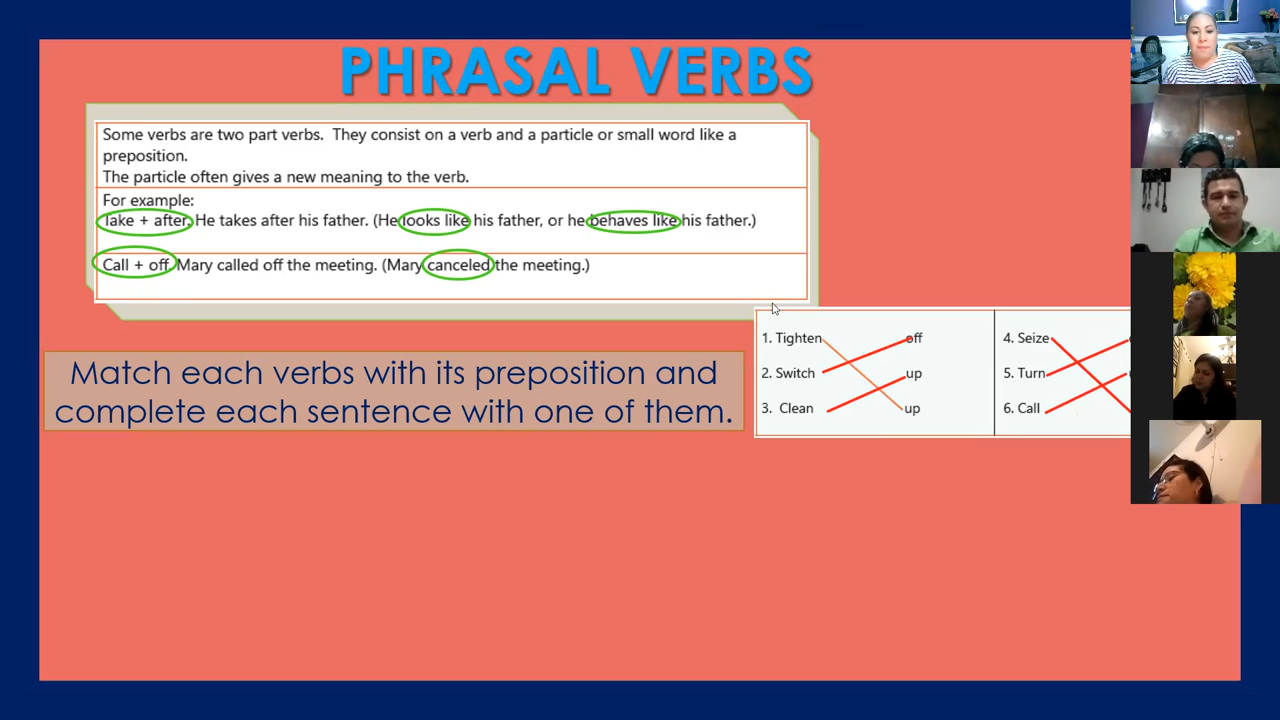 PHRASAL VERBS
Some verbs are two part verbs. They consist on a verb and a particle or small word like a
preposition.
The particle often gives a new meaning to the verb.
For example:
Take + after. He takes after his father. (He looks like his father, or he behaves like his father.)
Call + off. Mary called off the meeting. (Mary canceled the meeting.)
Match each verbs with its preposition and
complete each sentence with one of them.
1. Tighten off
2. Switch up
3. Clean up
4. Seize
5. Turn
6. Call